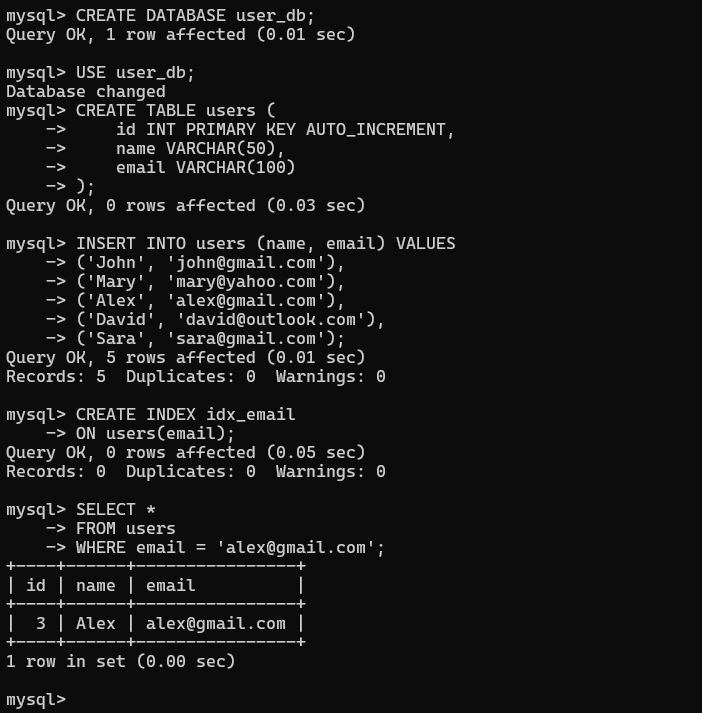 mysql> CREATE DATABASE user_db;
Query OK, 1 row affected (0.01 sec)

mysql> USE user_db;
Database changed
mysql> CREATE TABLE users (
    ->     id INT PRIMARY KEY AUTO_INCREMENT,
    ->     name VARCHAR(50),
    ->     email VARCHAR(100)
    -> );
Query OK, 0 rows affected (0.03 sec)

mysql> INSERT INTO users (name, email) VALUES
    -> ('John', 'john@gmail.com'),
    -> ('Mary', 'mary@yahoo.com'),
    -> ('Alex', 'alex@gmail.com'),
    -> ('David', 'david@outlook.com'),
    -> ('Sara', 'sara@gmail.com');
Query OK, 5 rows affected (0.01 sec)
Records: 5  Duplicates: 0  Warnings: 0

mysql> CREATE INDEX idx_email
    -> ON users(email);
Query OK, 0 rows affected (0.05 sec)
Records: 0  Duplicates: 0  Warnings: 0

mysql> SELECT *
    -> FROM users
    -> WHERE email = 'alex@gmail.com';
+----+------+----------------+
| id | name | email          |
+----+------+----------------+
|  3 | Alex | alex@gmail.com |
+----+------+----------------+
1 row in set (0.00 sec)

mysql>